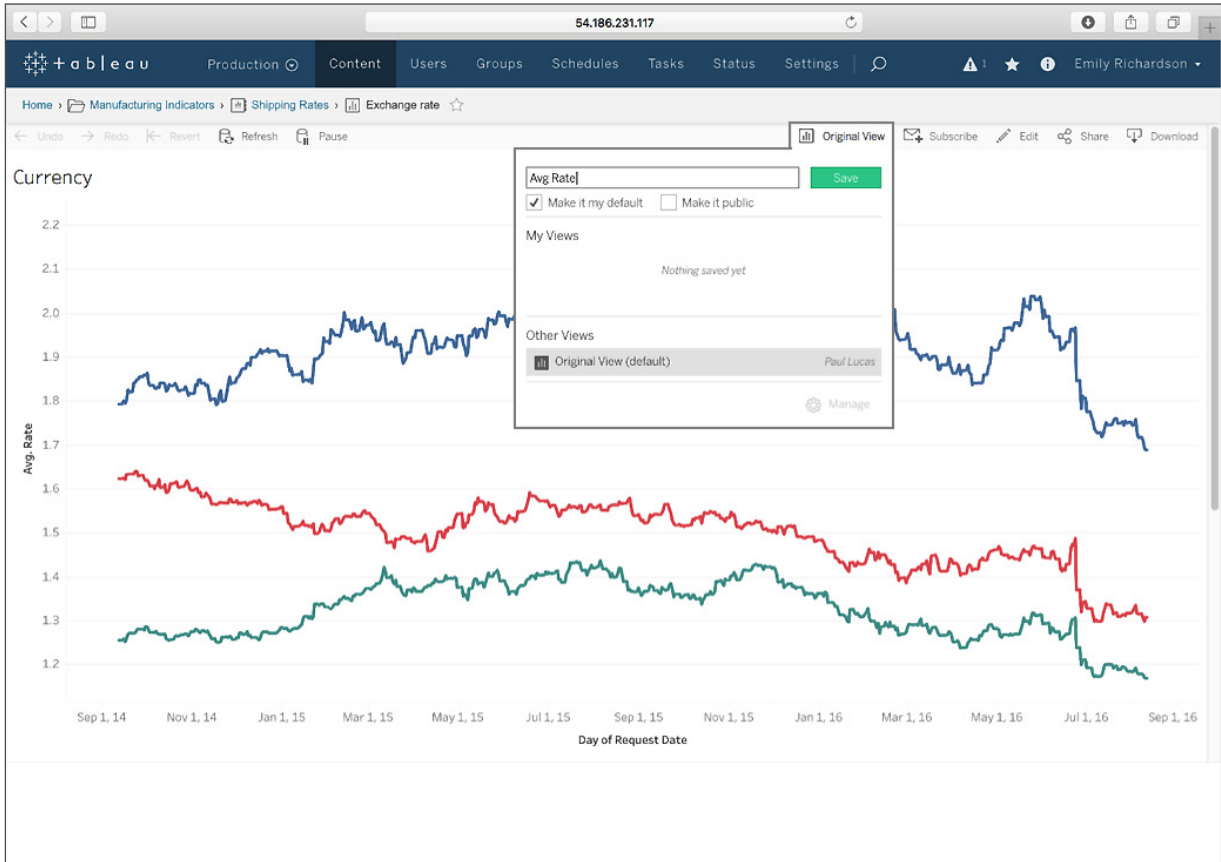 54.186.231.117
+ableau Production Content Users Groups Schedules Tasks Status Settings 1 Emily Richardson
Home › Manufacturing Indicators › Shipping Rates › Exchange rate
Undo Redo Revert Refresh Pause Original View Subscribe Edit Share Download
Currency
Avg Rate Save
Make it my default Make it public
My Views
Nothing saved yet
Other Views
Original View (default) Paul Lucas
Manage
2.2
2.1
2.0
1.9
1.8
1.7
1.6
1.5
1.4
1.3
1.2
Avg. Rate
Sep 1, 14 Nov 1, 14 Jan 1, 15 Mar 1, 15 May 1, 15 Jul 1, 15 Sep 1, 15 Nov 1, 15 Jan 1, 16 Mar 1, 16 May 1, 16 Jul 1, 16 Sep 1, 16
Day of Request Date